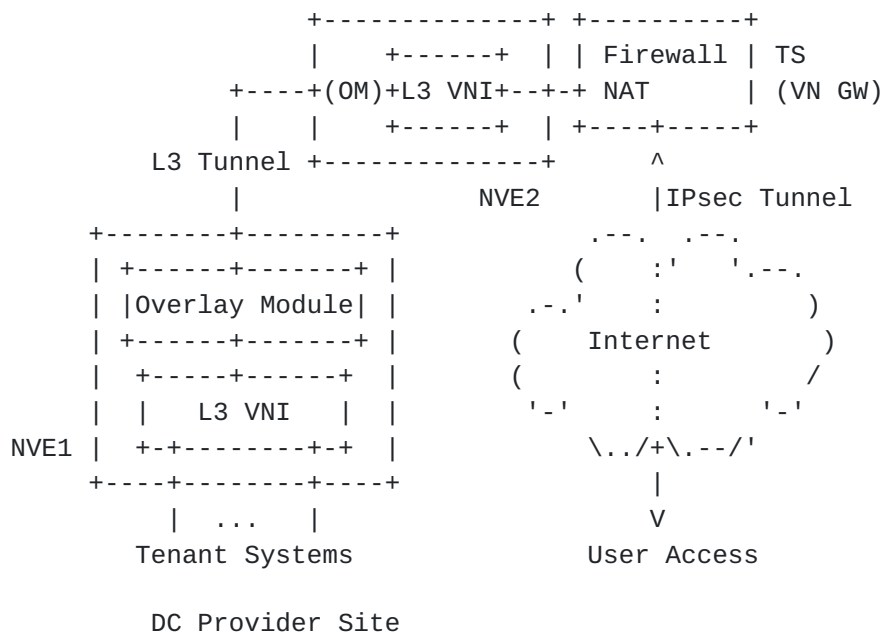 Firewall TS
(OM) L3 VNI NAT (VN GW)
L3 Tunnel
NVE2 IPsec Tunnel
Overlay Module
Internet
L3 VNI
NVE1
...
Tenant Systems User Access
DC Provider Site